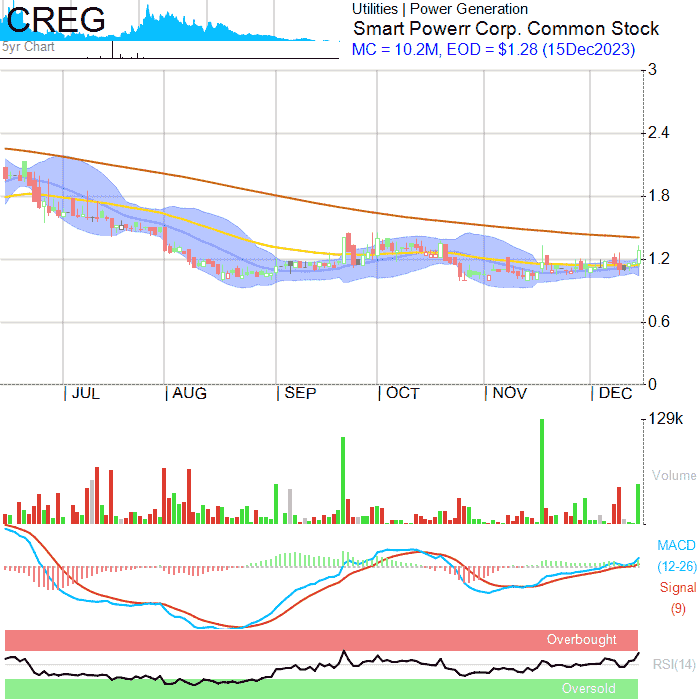 CREG
5yr Chart
Utilities | Power Generation
Smart Powerr Corp. Common Stock
MC = 10.2M, EOD = $1.28 (15Dec2023)
3
2.4
1.8
1.2
0.6
0
JUL AUG SEP OCT NOV DEC
129k
Volume
MACD
(12-26)
Signal
(9)
Overbought
RSI(14)
Oversold